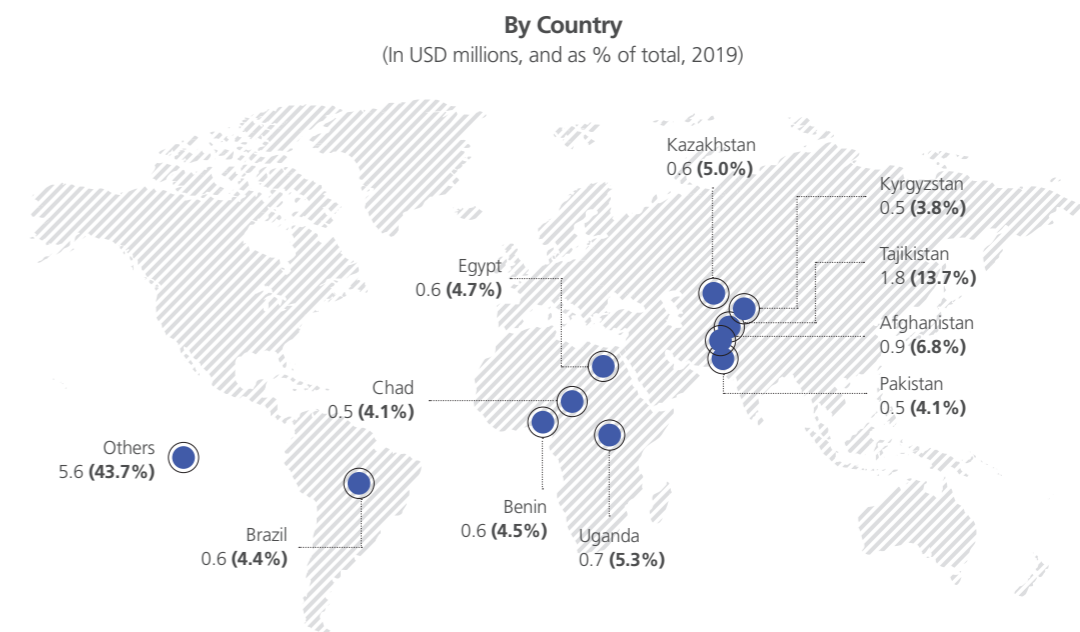 By Country
(In USD millions, and as % of total, 2019)
Kazakhstan
0.6 (5.0%)
Kyrgyzstan
0.5 (3.8%)
Tajikistan
1.8 (13.7%)
Egypt
0.6 (4.7%)
Afghanistan
0.9 (6.8%)
Pakistan
0.5 (4.1%)
Chad
0.5 (4.1%)
Others
5.6 (43.7%)
Benin
0.6 (4.5%)
Uganda
0.7 (5.3%)
Brazil
0.6 (4.4%)